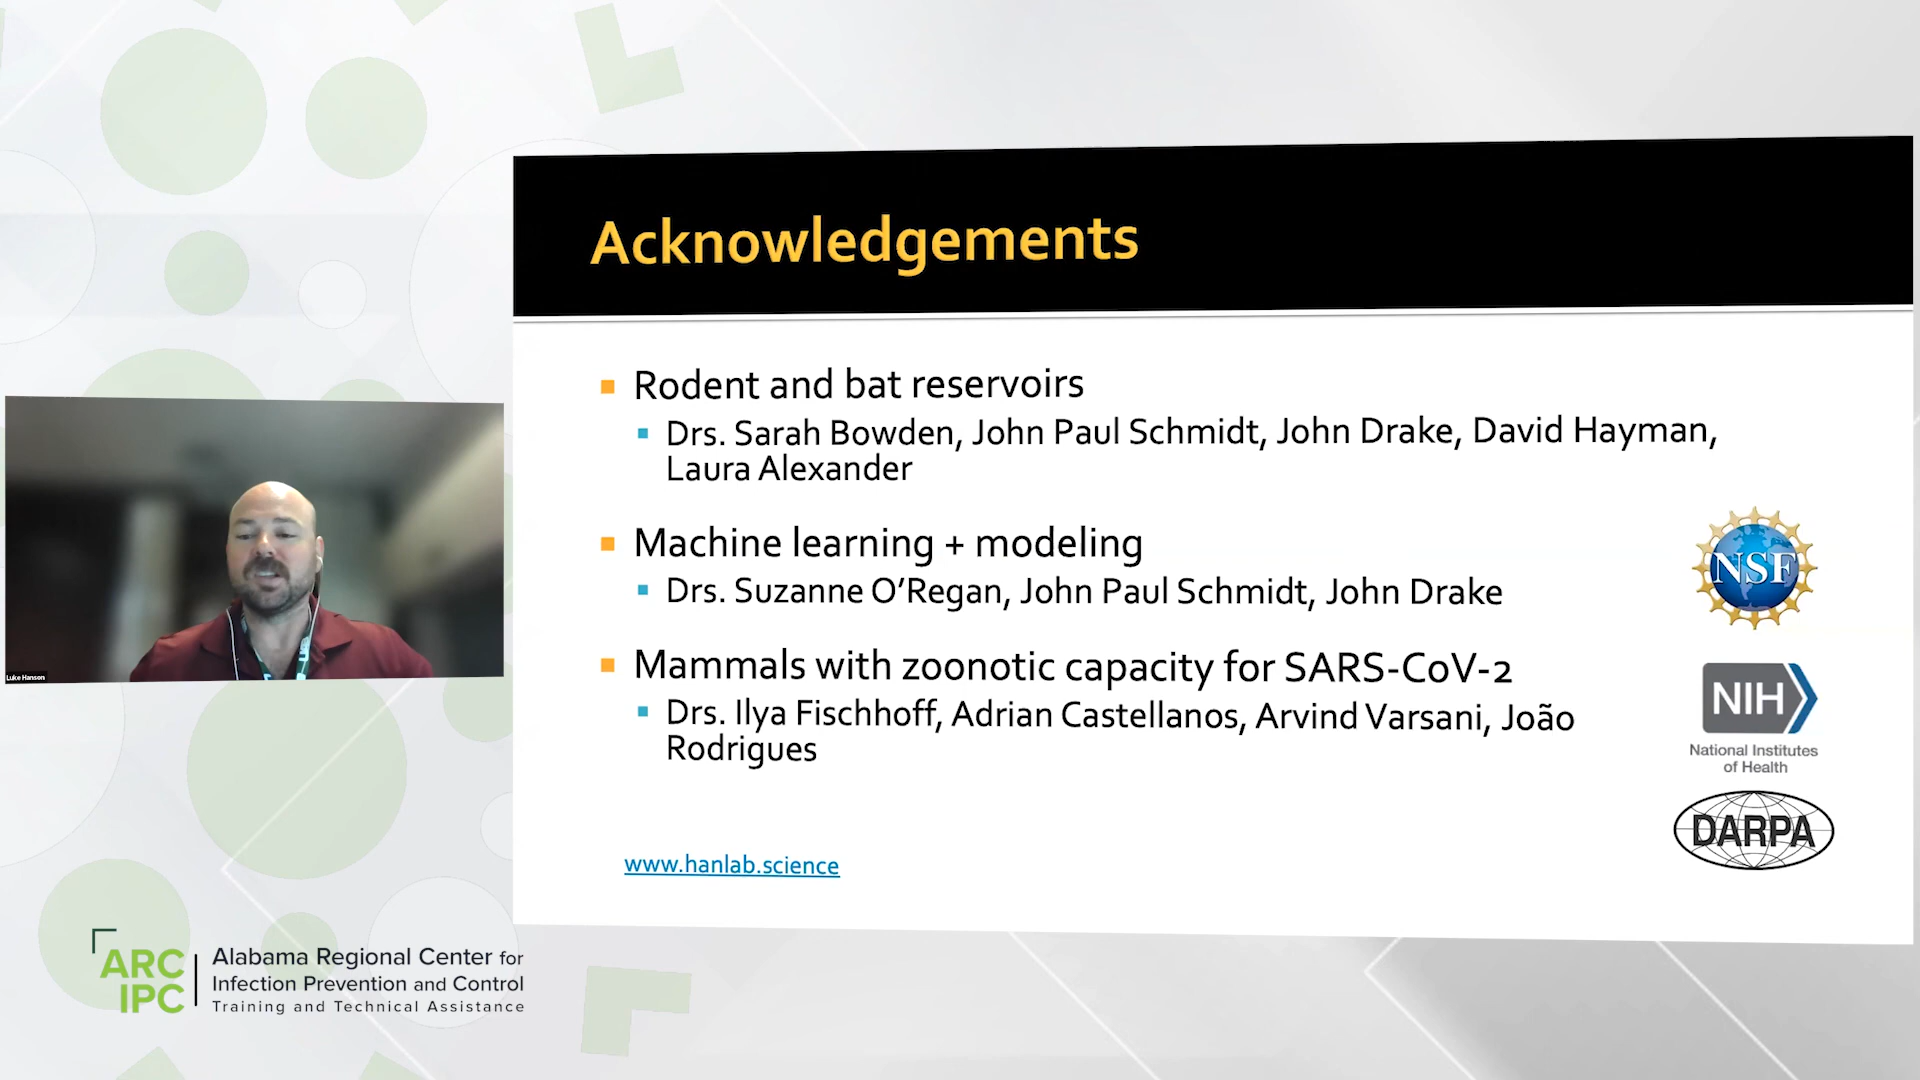 Acknowledgements
Rodent and bat reservoirs
Drs. Sarah Bowden, John Paul Schmidt, John Drake, David Hayman,
Laura Alexander
Machine learning + modeling
Drs. Suzanne O’Regan, John Paul Schmidt, John Drake
Mammals with zoonotic capacity for SARS-CoV-2
Drs. Ilya Fischhoff, Adrian Castellanos, Arvind Varsani, João
Rodrigues
www.hanlab.science
NSF
NIH
National Institutes
of Health
DARPA
Luke Hanson
ARC
IPC
Alabama Regional Center for
Infection Prevention and Control
Training and Technical Assistance